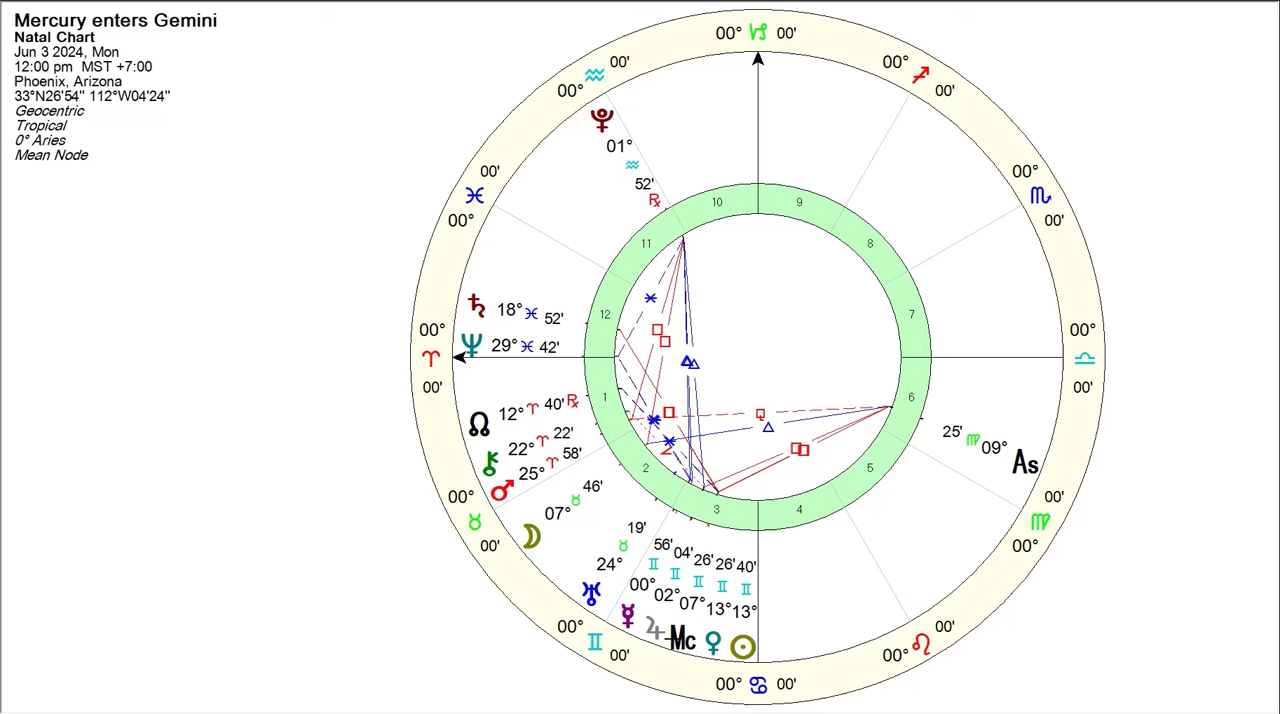 Mercury enters Gemini
Natal Chart
Jun 3 2024, Mon
12:00 pm MST +7:00
Phoenix, Arizona
33°N26'54" 112°W04'24"
Geocentric
Tropical
0° Aries
Mean Node
00° ♑ 00'
00° ♐ 00'
00° ♏ 00'
00° ♎ 00'
00° ♍ 00'
00° ♌ 00'
00° ♋ 00'
00° ♊ 00'
00° ♉ 00'
00° ♈ 00'
00° ♓ 00'
00° ♒ 00'
♇ 01° ♒ 52' ℞
♄ 18° ♓ 52'
♆ 29° ♓ 42'
☊ 12° ♈ 40' ℞
⚷ 22° ♈ 22'
♂ 25° ♈ 58'
☽ 07° ♉ 46'
♅ 24° ♉ 19'
☿ 00° ♊ 56'
♃ 02° ♊ 04'
Mc 07° ♊ 26'
♀ 13° ♊ 26'
☉ 13° ♊ 40'
As 09° ♍ 25'
1
2
3
4
5
6
7
8
9
10
11
12